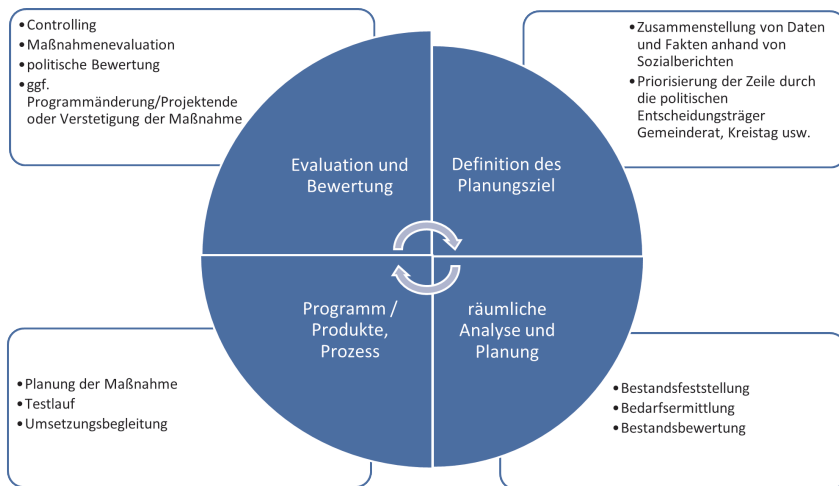 • Controlling
• Maßnahmenevaluation
• politische Bewertung
• ggf.
Programmänderung/Projektende
oder Verstetigung der Maßnahme
• Zusammenstellung von Daten
und Fakten anhand von
Sozialberichten
• Priorisierung der Zeile durch
die politischen
Entscheidungsträger
Gemeinderat, Kreistag usw.
Evaluation und
Bewertung
Definition des
Planungsziel
Programm /
Produkte,
Prozess
räumliche
Analyse und
Planung
• Planung der Maßnahme
• Testlauf
• Umsetzungsbegleitung
• Bestandsfeststellung
• Bedarfsermittlung
• Bestandsbewertung